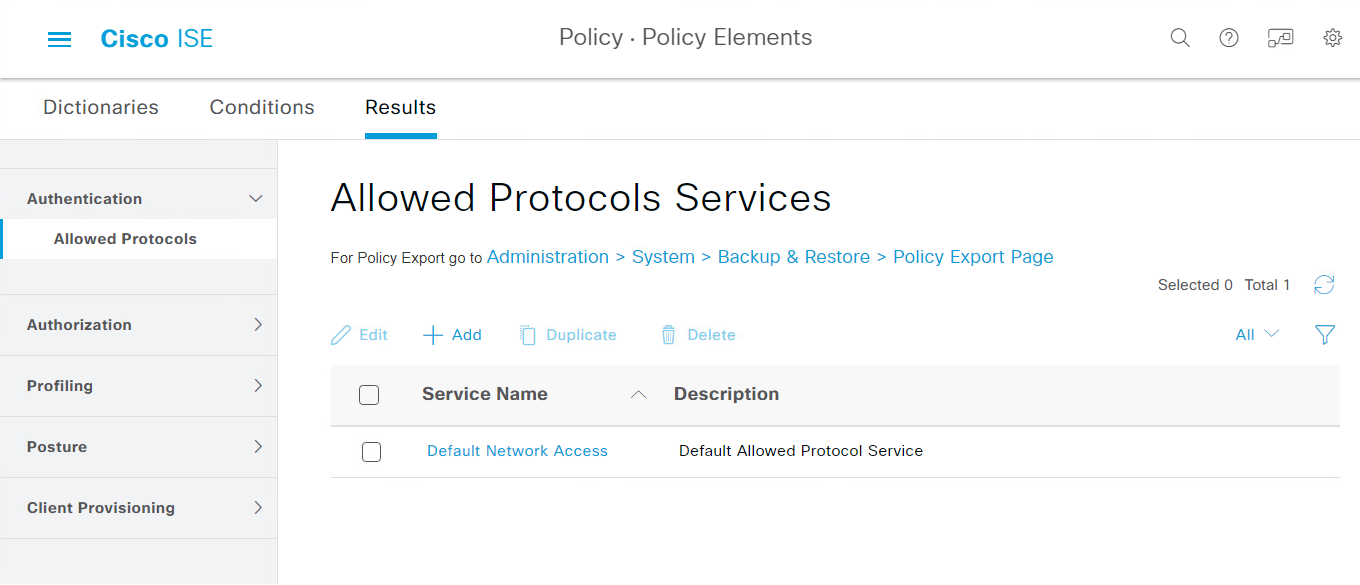 Cisco ISE
Policy · Policy Elements
Dictionaries Conditions Results
Authentication
Allowed Protocols
Authorization
Profiling
Posture
Client Provisioning
Allowed Protocols Services
For Policy Export go to Administration > System > Backup & Restore > Policy Export Page
Selected 0 Total 1
Edit Add Duplicate Delete All
Service Name Description
Default Network Access Default Allowed Protocol Service